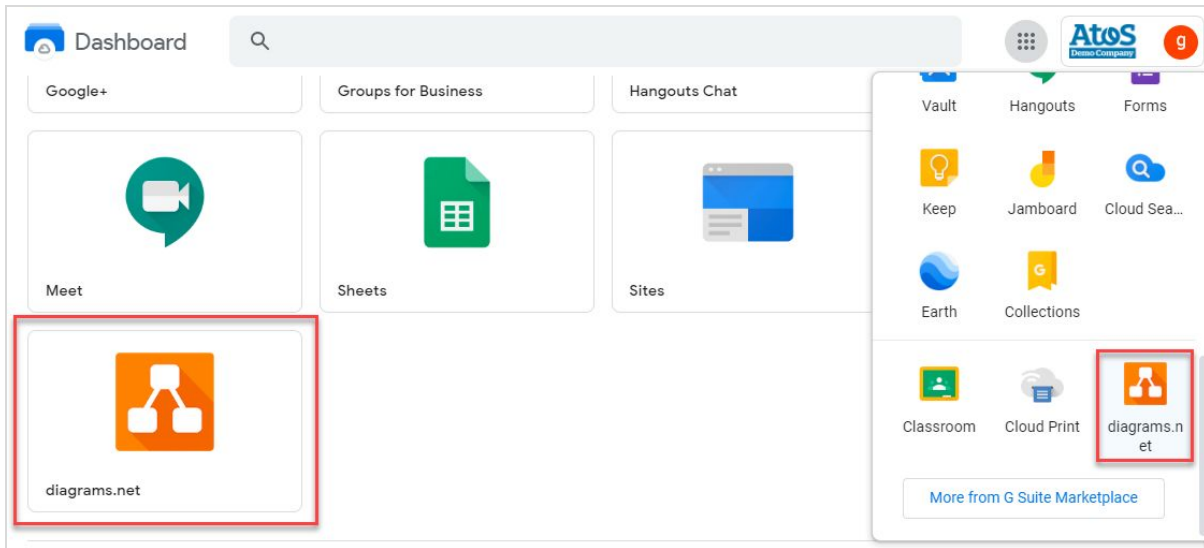 Dashboard
AtoS
Demo Company
g
Google+
Groups for Business
Hangouts Chat
Meet
Sheets
Sites
diagrams.net
Vault
Hangouts
Forms
Keep
Jamboard
Cloud Sea...
Earth
Collections
G
Classroom
Cloud Print
diagrams.n
et
More from G Suite Marketplace